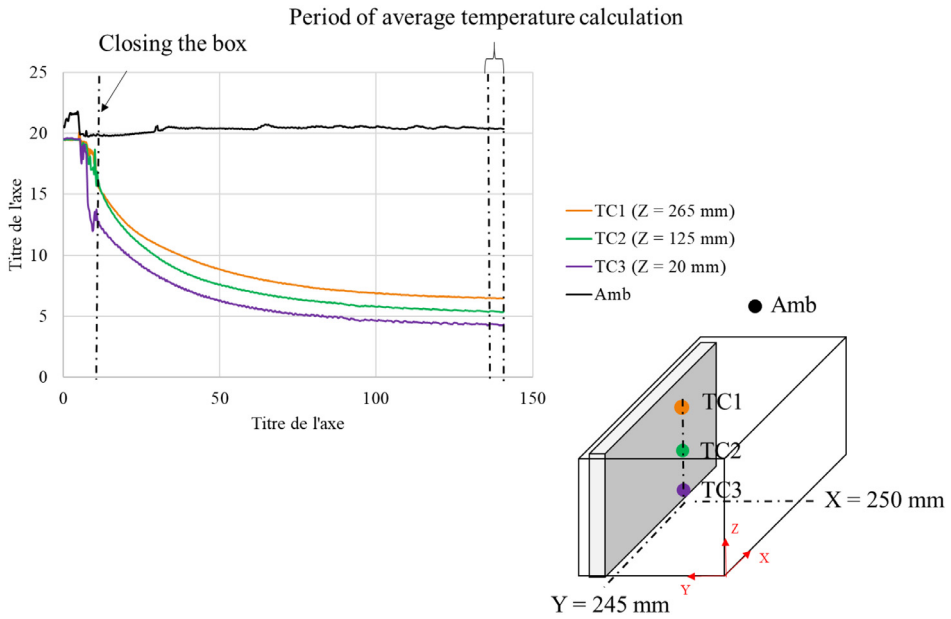 Period of average temperature calculation
Closing the box
25
20
15
10
5
0
Titre de l'axe
0
50
100
150
Titre de l'axe
TC1 (Z = 265 mm)
TC2 (Z = 125 mm)
TC3 (Z = 20 mm)
Amb
Amb
TC1
TC2
TC3
X = 250 mm
Z
X
Y
Y = 245 mm